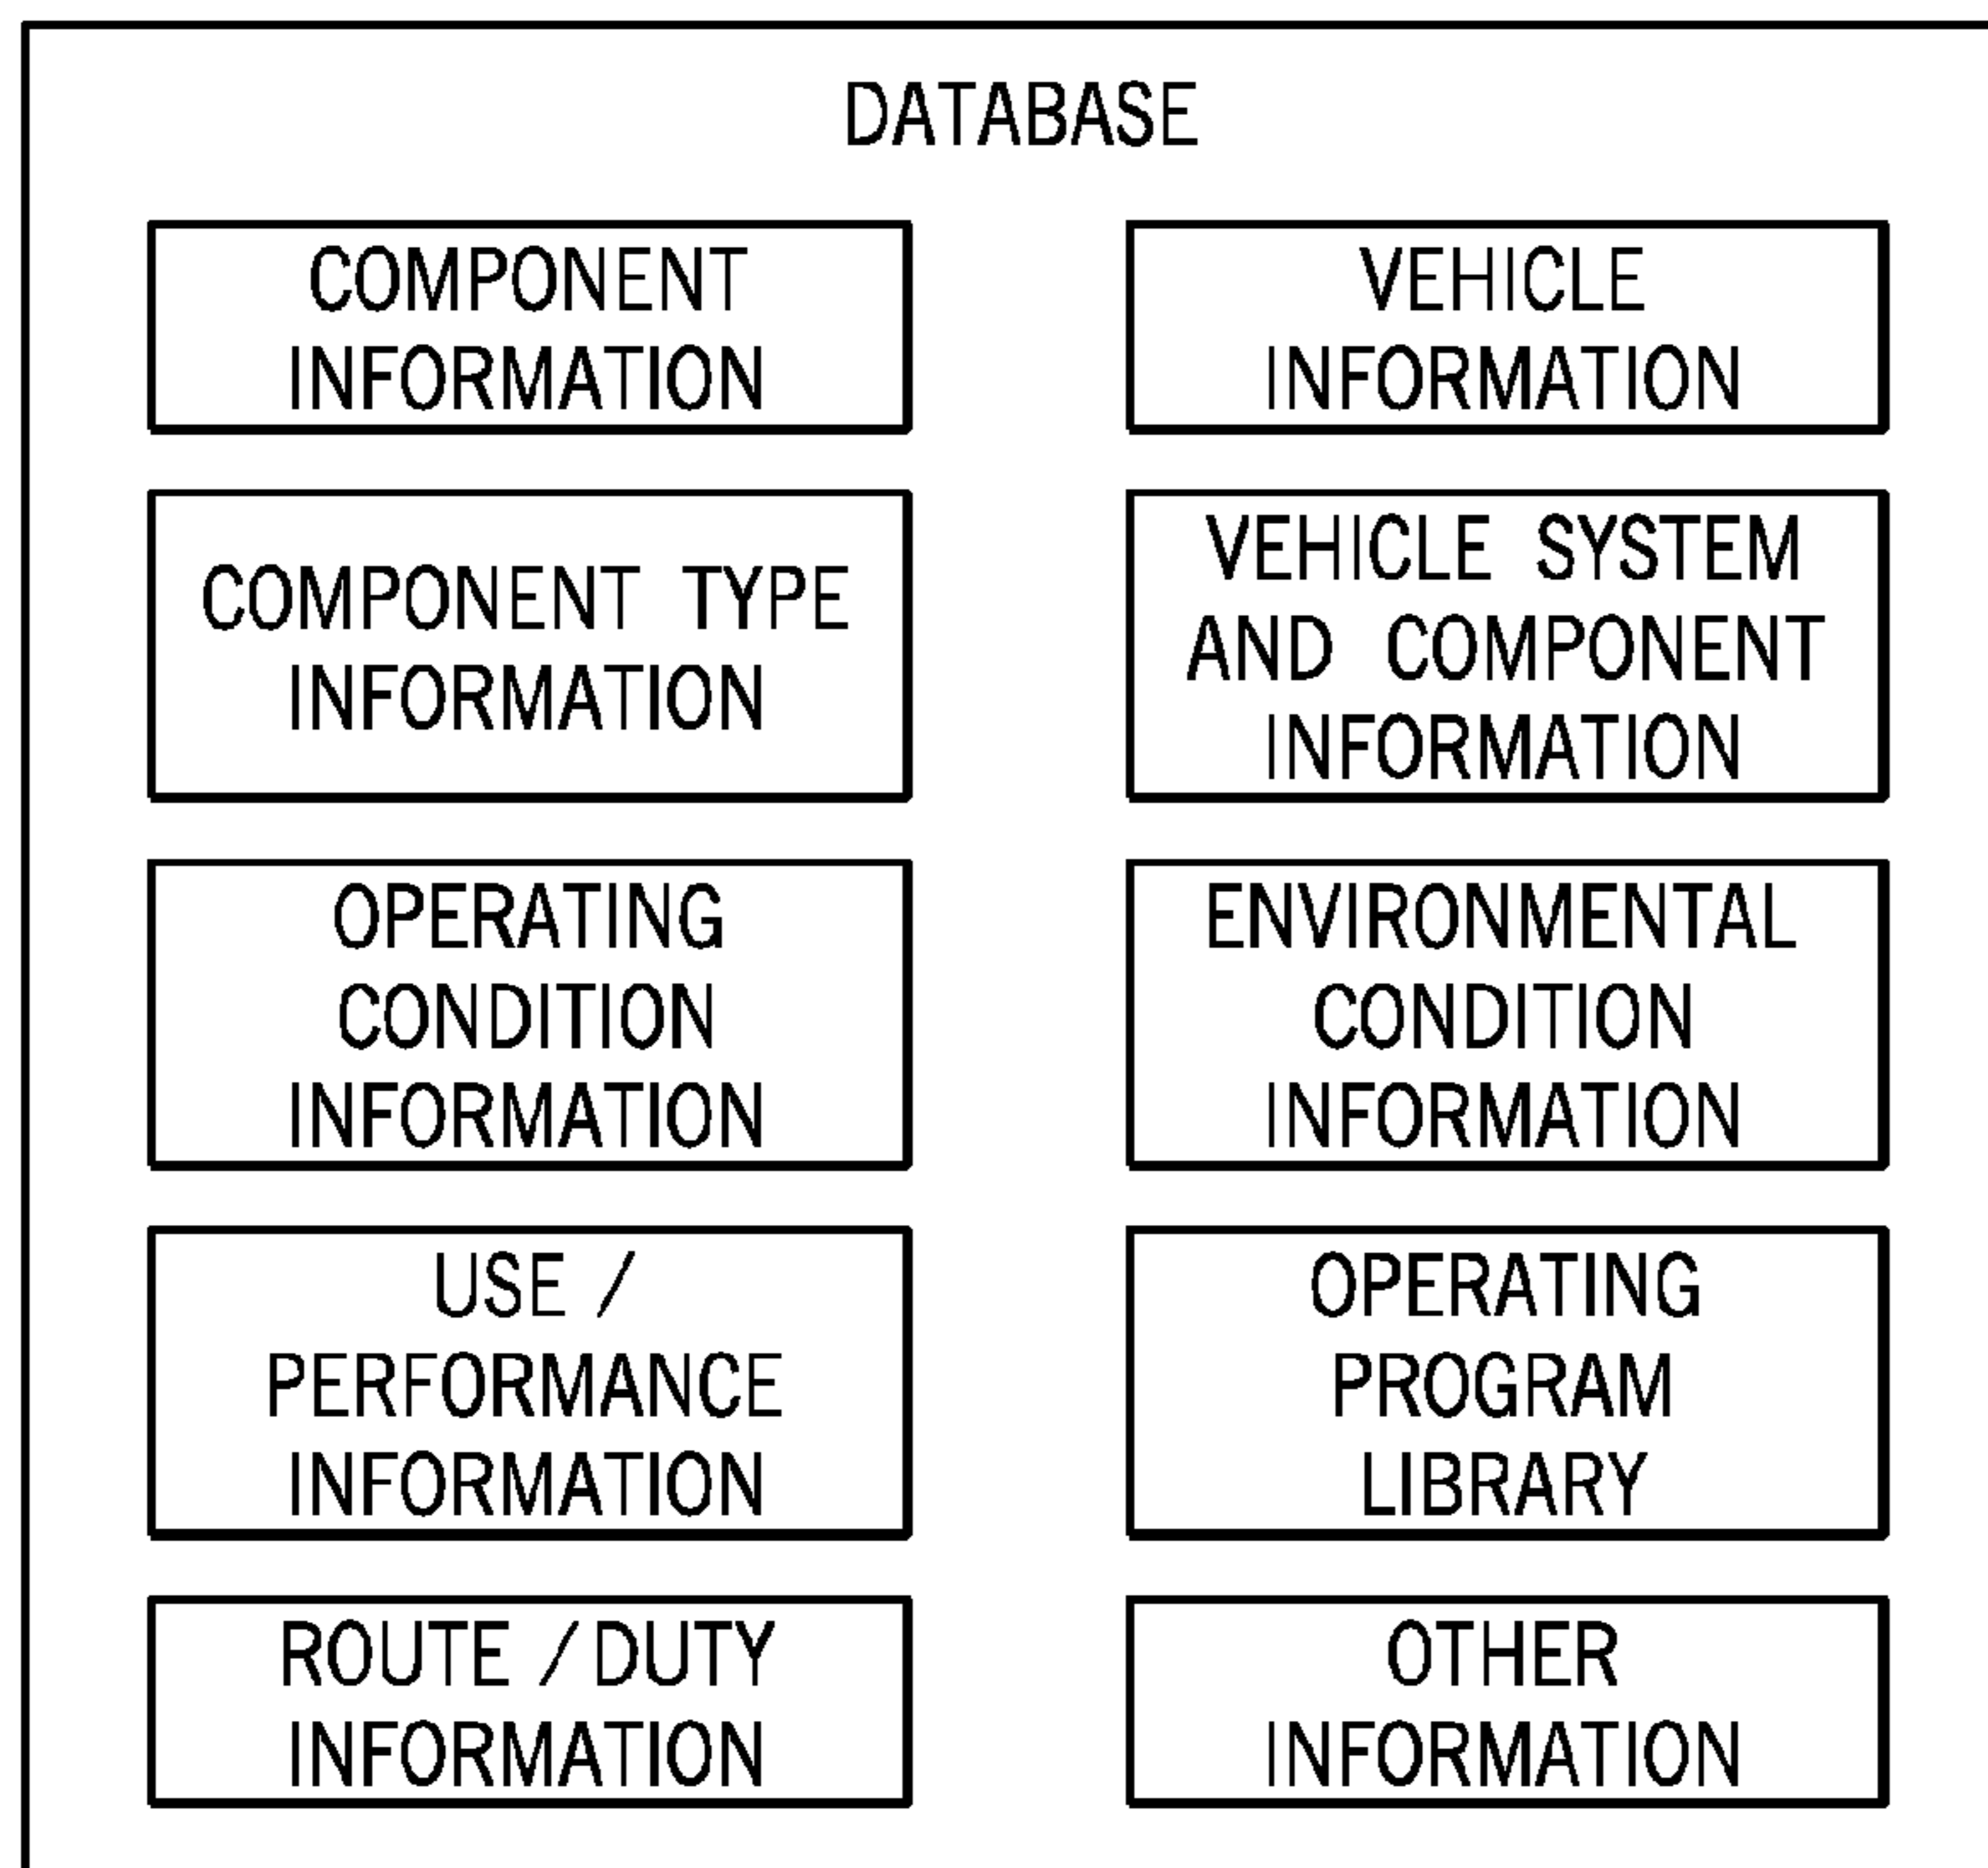 DATABASE
COMPONENT
INFORMATION
VEHICLE
INFORMATION
COMPONENT TYPE
INFORMATION
VEHICLE SYSTEM
AND COMPONENT
INFORMATION
OPERATING
CONDITION
INFORMATION
ENVIRONMENTAL
CONDITION
INFORMATION
USE /
PERFORMANCE
INFORMATION
OPERATING
PROGRAM
LIBRARY
ROUTE / DUTY
INFORMATION
OTHER
INFORMATION